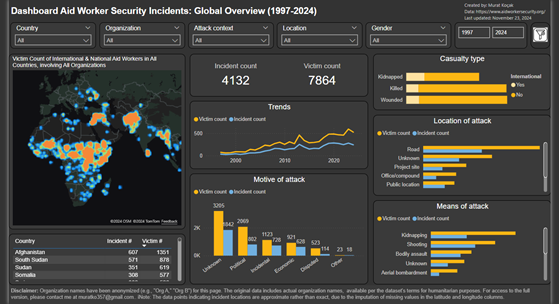 Dashboard Aid Worker Security Incidents: Global Overview (1997-2024)
Created by: Murat Koçak
Data: https://www.aidworkersecurity.org/
Last updated: November 23, 2024
Country
All
Organization
All
Attack context
All
Location
All
Gender
All
1997
2024
Victim Count of International & National Aid Workers in All
Countries, involving All Organizations
©2024 OSM ©2024 TomTom Feedback
Country Incident # Victim #
Afghanistan 607 1351
South Sudan 571 878
Sudan 351 619
Somalia 308 577
Incident count
4132
Victim count
7864
Trends
Victim count Incident count
500
0
2000 2010 2020
Motive of attack
Victim count Incident count
2K
0K
3205
1842
2069
802
1123
728
921
628
523
114
23 18
Unknown
Political
Incidental
Economic
Disputed
Other
Casualty type
Kidnapped
Killed
Wounded
International
Yes
No
Location of attack
Victim count Incident count
Road
Unknown
Project site
Office/compound
Public location
Means of attack
Victim count Incident count
Kidnapping
Shooting
Bodily assault
Unknown
Aerial bombardment
Disclaimer: Organization names have been anonymized (e.g., "Org A," "Org B") for this page. The original data includes actual organization names, available per the dataset's terms for humanitarian purposes. For access to the full
version, please contact me at muratko357@gmail.com. Note: The data points indicating incident locations are approximate rather than exact, due to the imputation of missing values in the latitude and longitude columns.